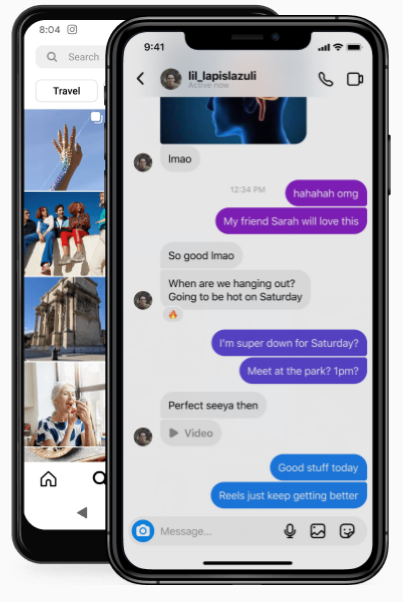 8:04
Search
Travel
9:41
lil_lapislazuli
Active now
lmao
12:34 PM
hahahah omg
My friend Sarah will love this
So good lmao
When are we hanging out?
Going to be hot on Saturday
🔥
I'm super down for Saturday?
Meet at the park? 1pm?
Perfect seeya then
Video
Good stuff today
Reels just keep getting better
Message...